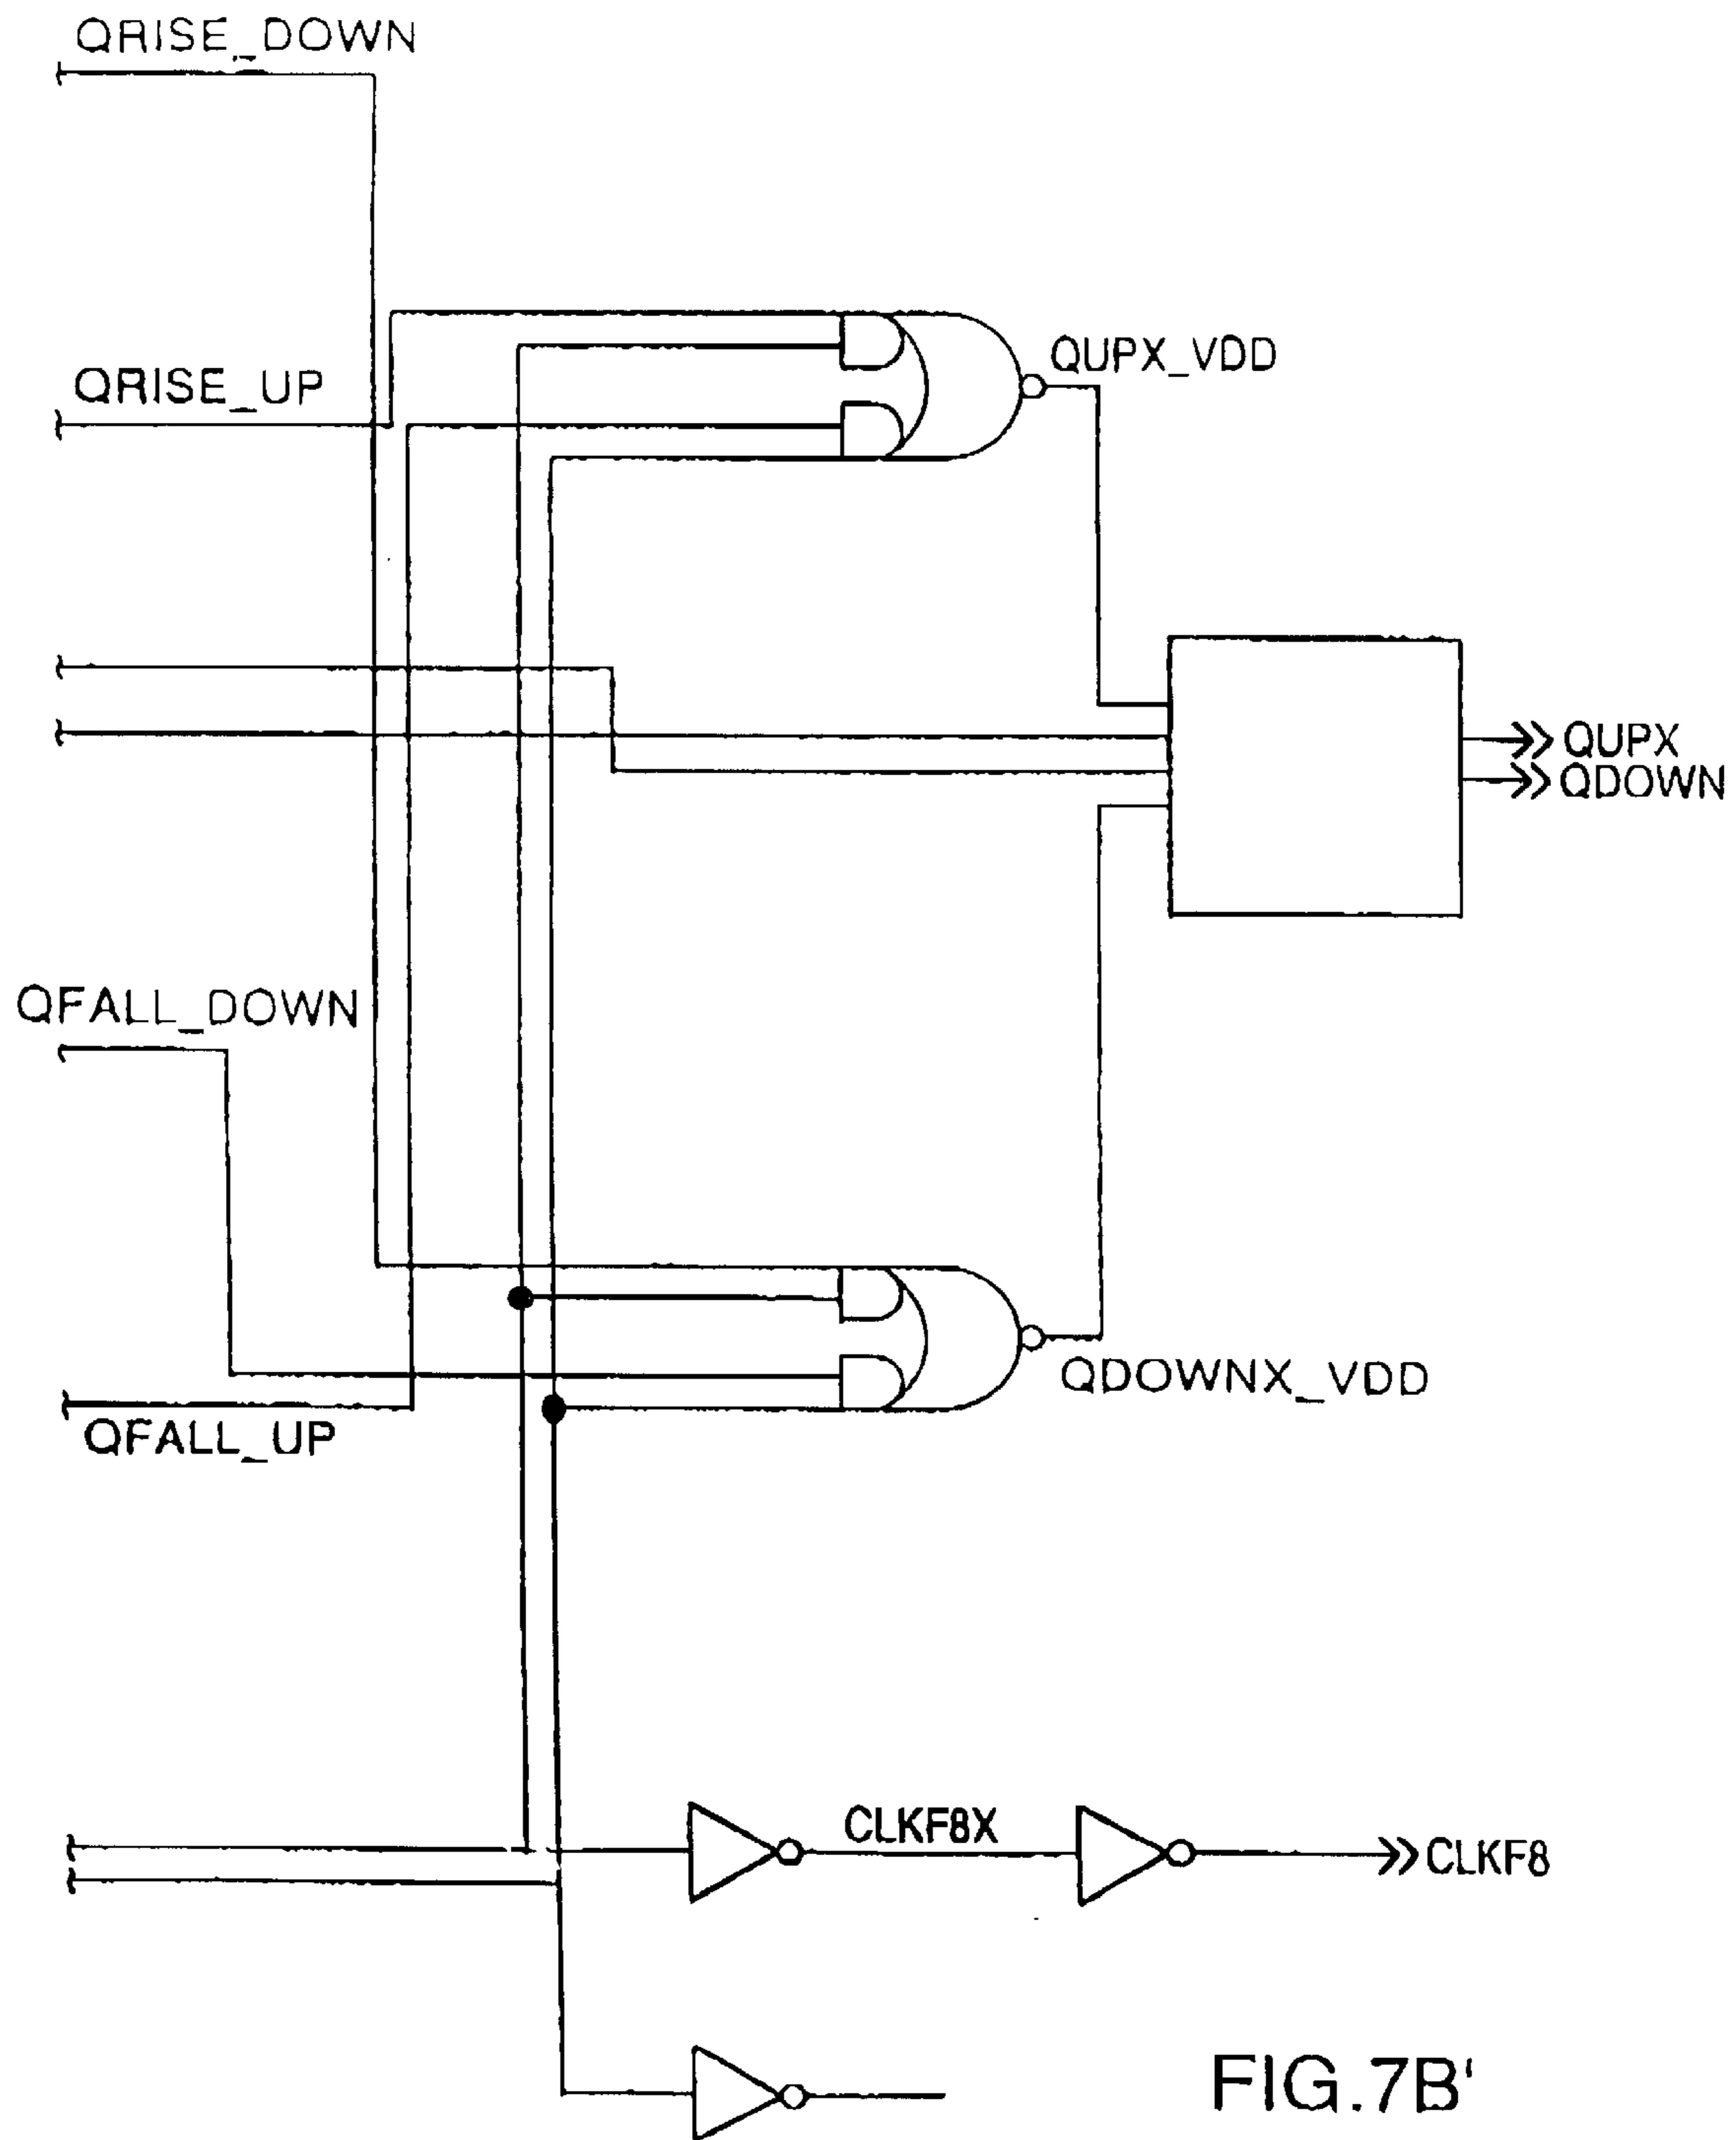 QRISE_DOWN
QUPX_VDD
QRISE_UP
QUPX
QDOWN
QFALL_DOWN
QDOWNX_VDD
QFALL_UP
CLKF8X
CLKF8
FIG.7B'